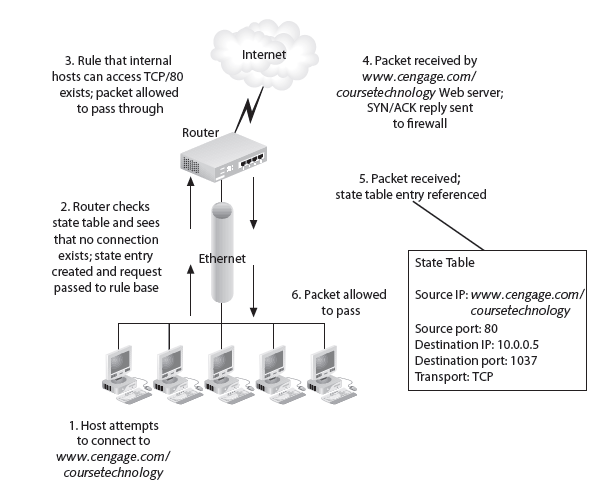 Internet
3. Rule that internal
hosts can access TCP/80
exists; packet allowed
to pass through
4. Packet received by
www.cengage.com/
coursetechnology Web server;
SYN/ACK reply sent
to firewall
Router
5. Packet received;
state table entry referenced
2. Router checks
state table and sees
that no connection
exists; state entry
created and request
passed to rule base
Ethernet
6. Packet allowed
to pass
State Table
Source IP: www.cengage.com/
coursetechnology
Source port: 80
Destination IP: 10.0.0.5
Destination port: 1037
Transport: TCP
1. Host attempts
to connect to
www.cengage.com/
coursetechnology